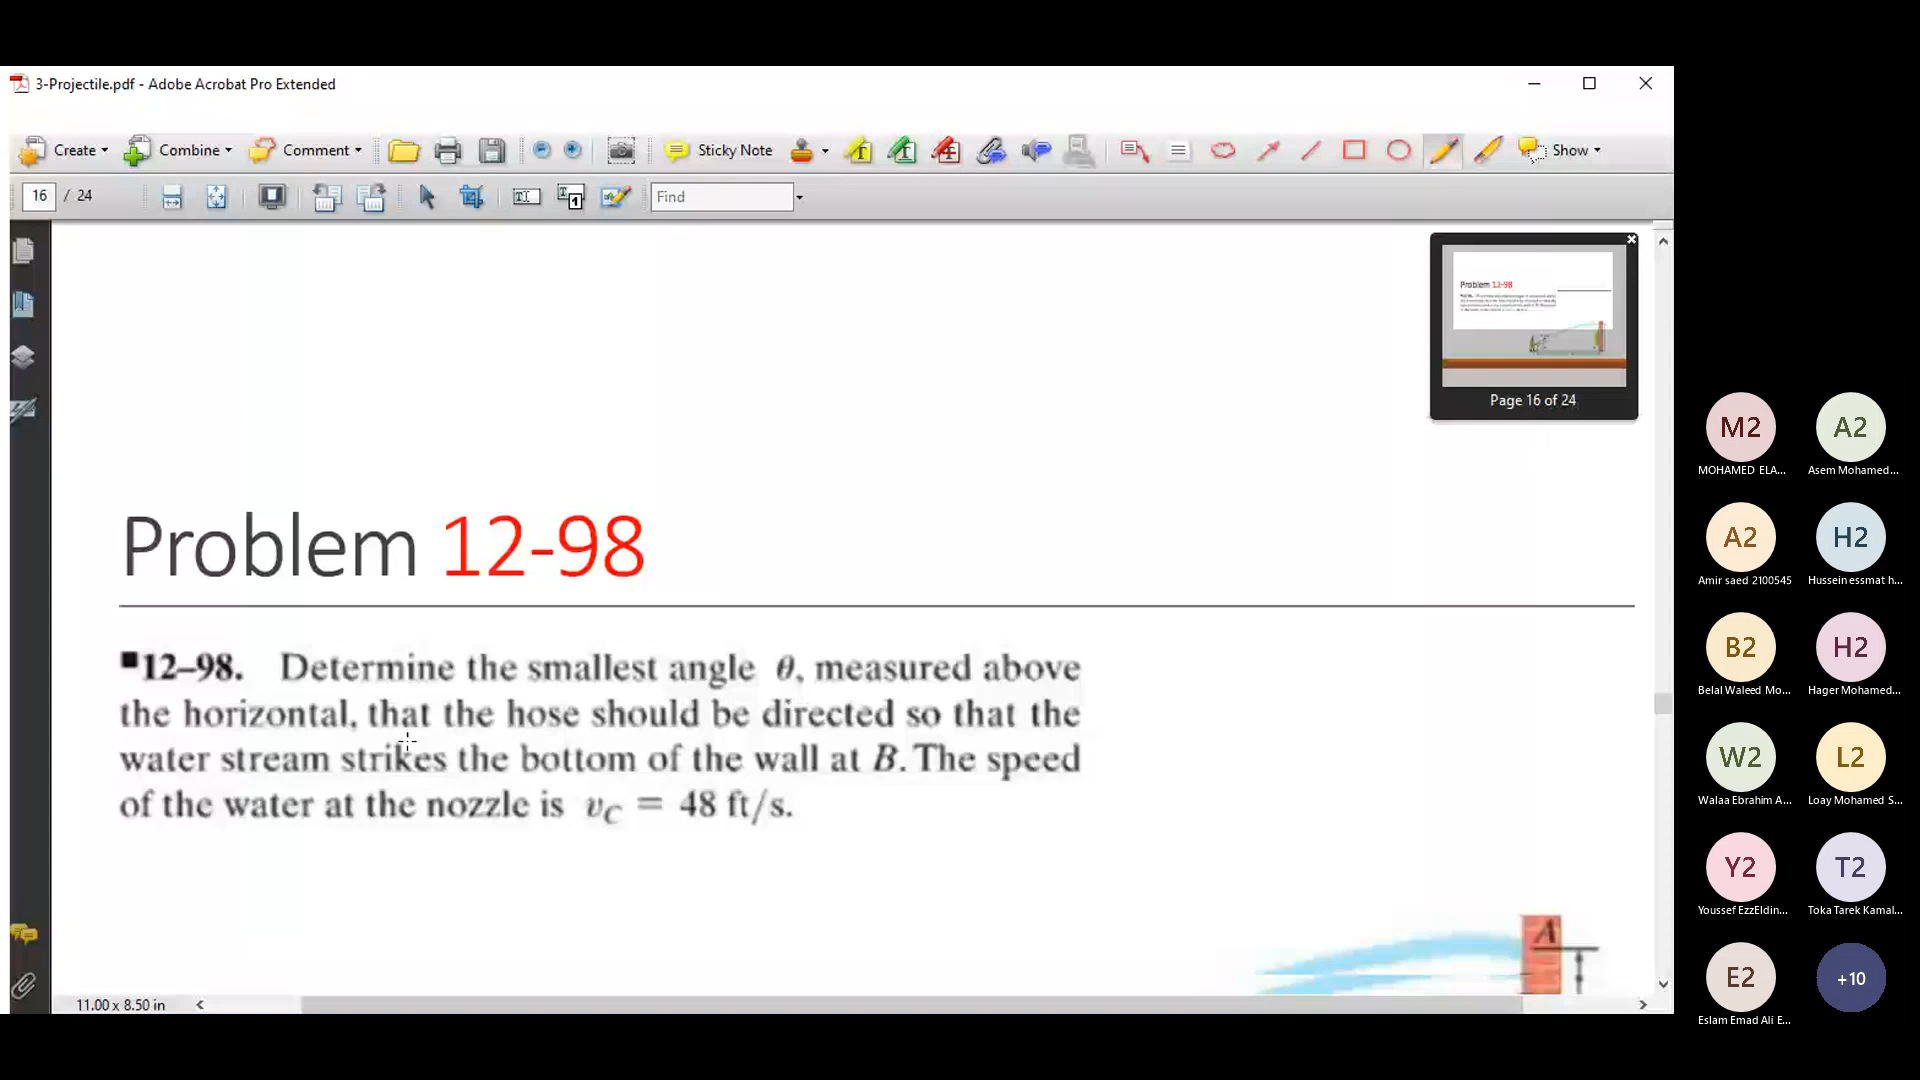 3-Projectile.pdf - Adobe Acrobat Pro Extended
Create Combine Comment Sticky Note Show
16 / 24 Find
Problem 12-98
Page 16 of 24
Problem 12-98
■12–98. Determine the smallest angle θ, measured above
the horizontal, that the hose should be directed so that the
water stream strikes the bottom of the wall at B. The speed
of the water at the nozzle is v_C = 48 ft/s.
A
11.00 x 8.50 in
M2 A2
MOHAMED ELA... Asem Mohamed...
A2 H2
Amir saed 2100545 Hussein essmat h...
B2 H2
Belal Waleed Mo... Hager Mohamed...
W2 L2
Walaa Ebrahim A... Loay Mohamed S...
Y2 T2
Youssef EzzEldin... Toka Tarek Kamal...
E2 +10
Eslam Emad Ali E...